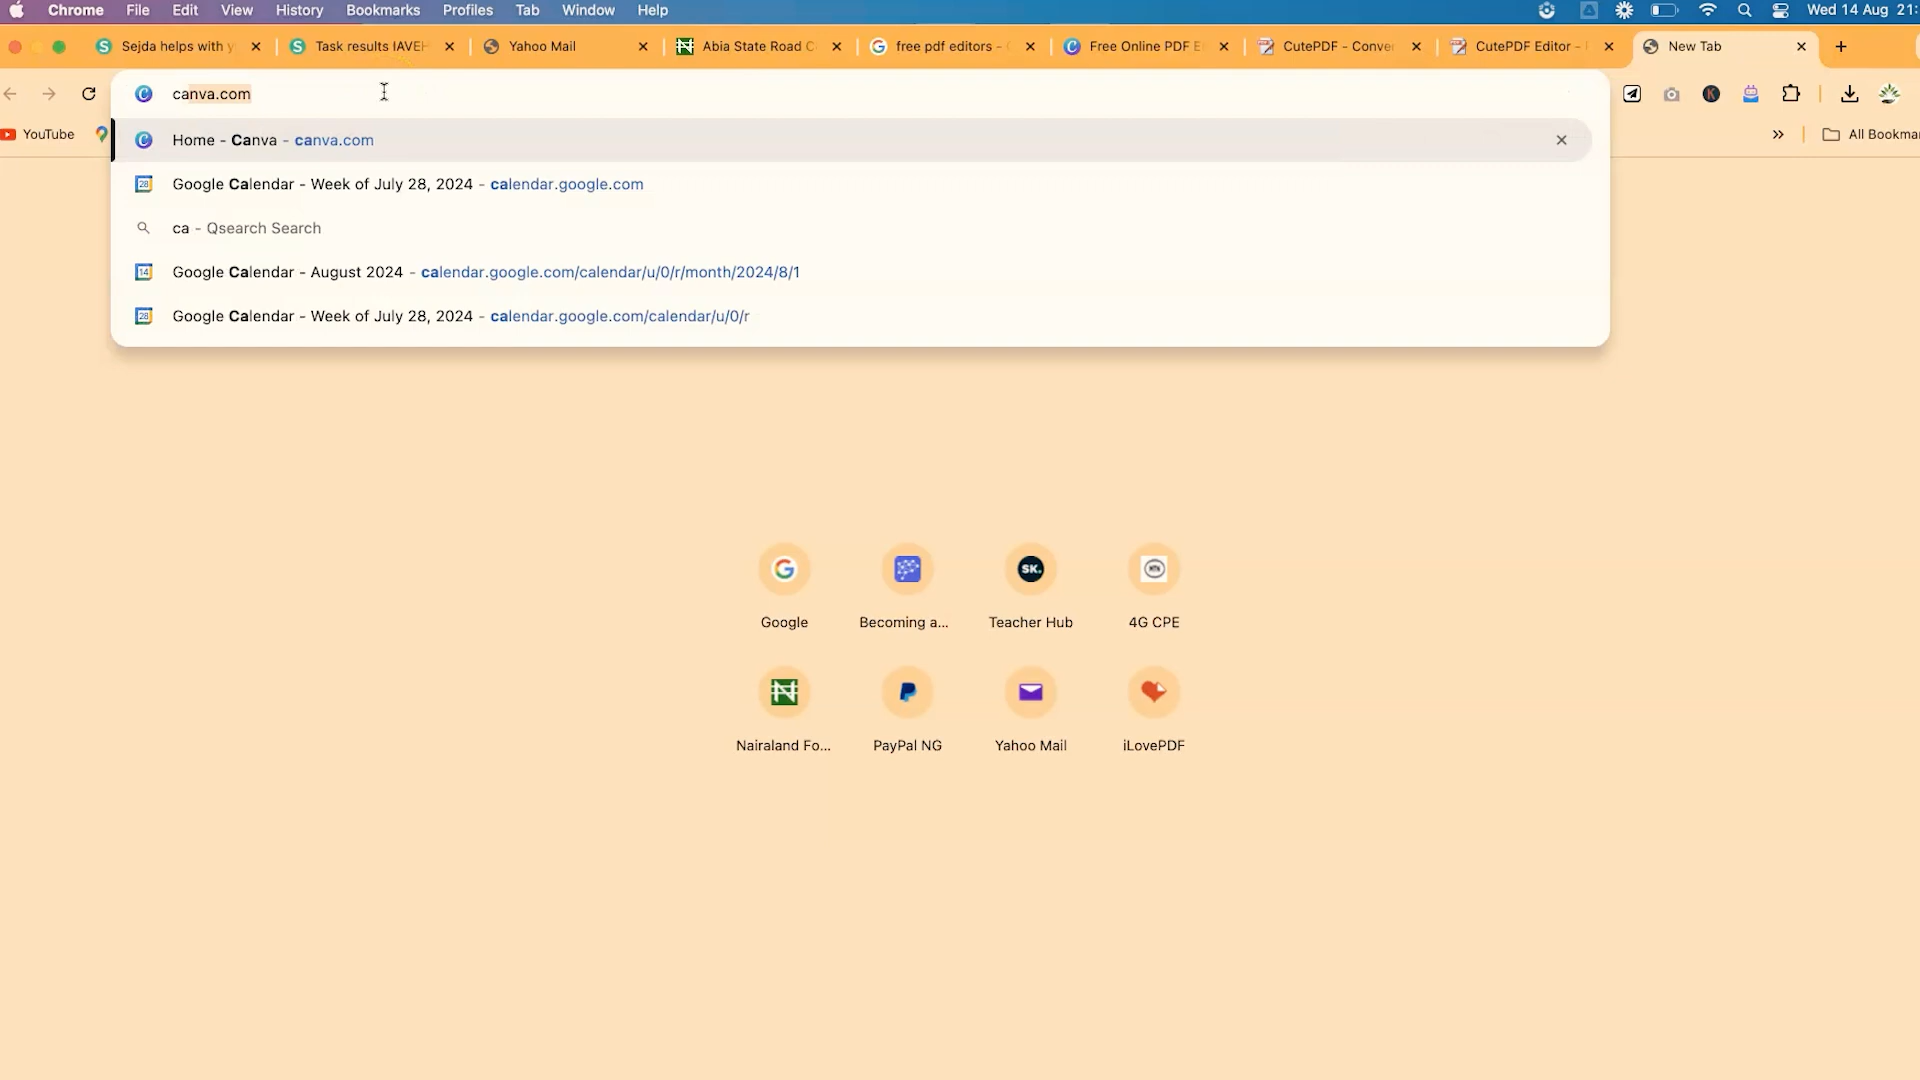 Chrome File Edit View History Bookmarks Profiles Tab Window Help Wed 14 Aug 21:
Sejda helps with y Task results IAVEH Yahoo Mail Abia State Road C free pdf editors - Free Online PDF E CutePDF - Conver CutePDF Editor - New Tab
canva.com
YouTube All Bookmar
Home - Canva - canva.com
Google Calendar - Week of July 28, 2024 - calendar.google.com
ca - Qsearch Search
Google Calendar - August 2024 - calendar.google.com/calendar/u/0/r/month/2024/8/1
Google Calendar - Week of July 28, 2024 - calendar.google.com/calendar/u/0/r
Google Becoming a... Teacher Hub 4G CPE
Nairaland Fo... PayPal NG Yahoo Mail iLovePDF